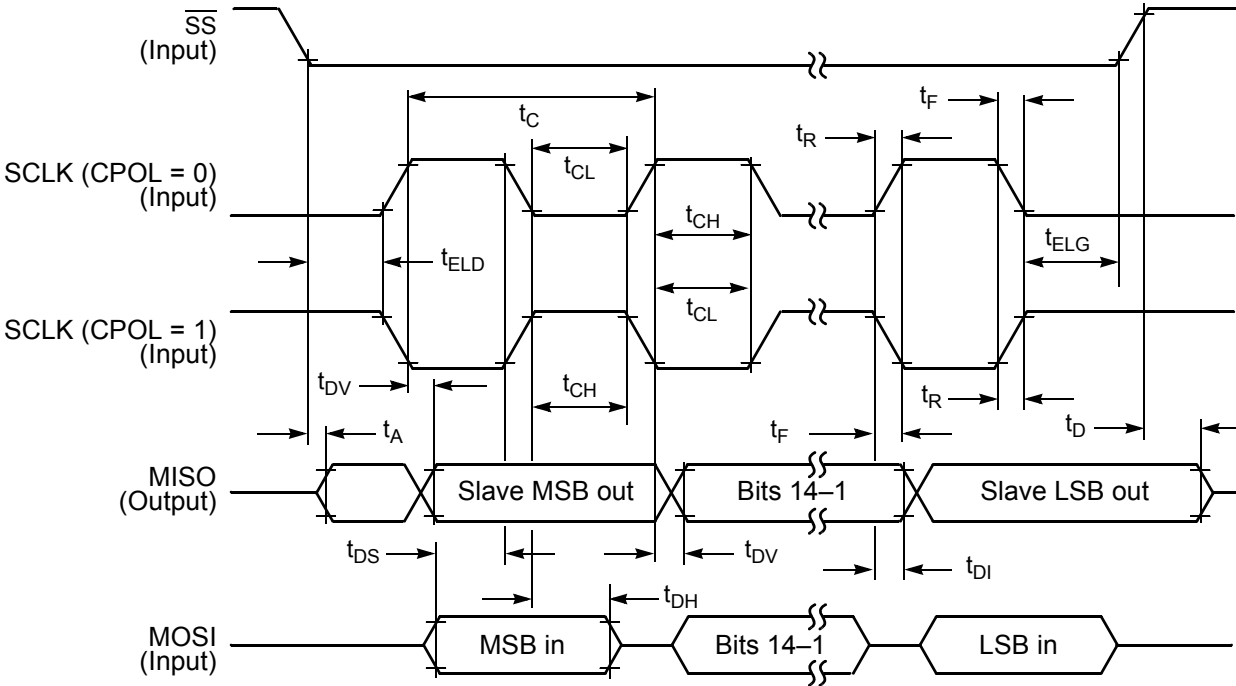 SS
(Input)
tF
tC
tR
SCLK (CPOL = 0)
(Input)
tCL
tCH
tELD
tELG
SCLK (CPOL = 1)
(Input)
tCL
tDV
tCH
tR
tA
tF
tD
MISO
(Output)
Slave MSB out
Bits 14–1
Slave LSB out
tDS
tDV
tDI
tDH
MOSI
(Input)
MSB in
Bits 14–1
LSB in